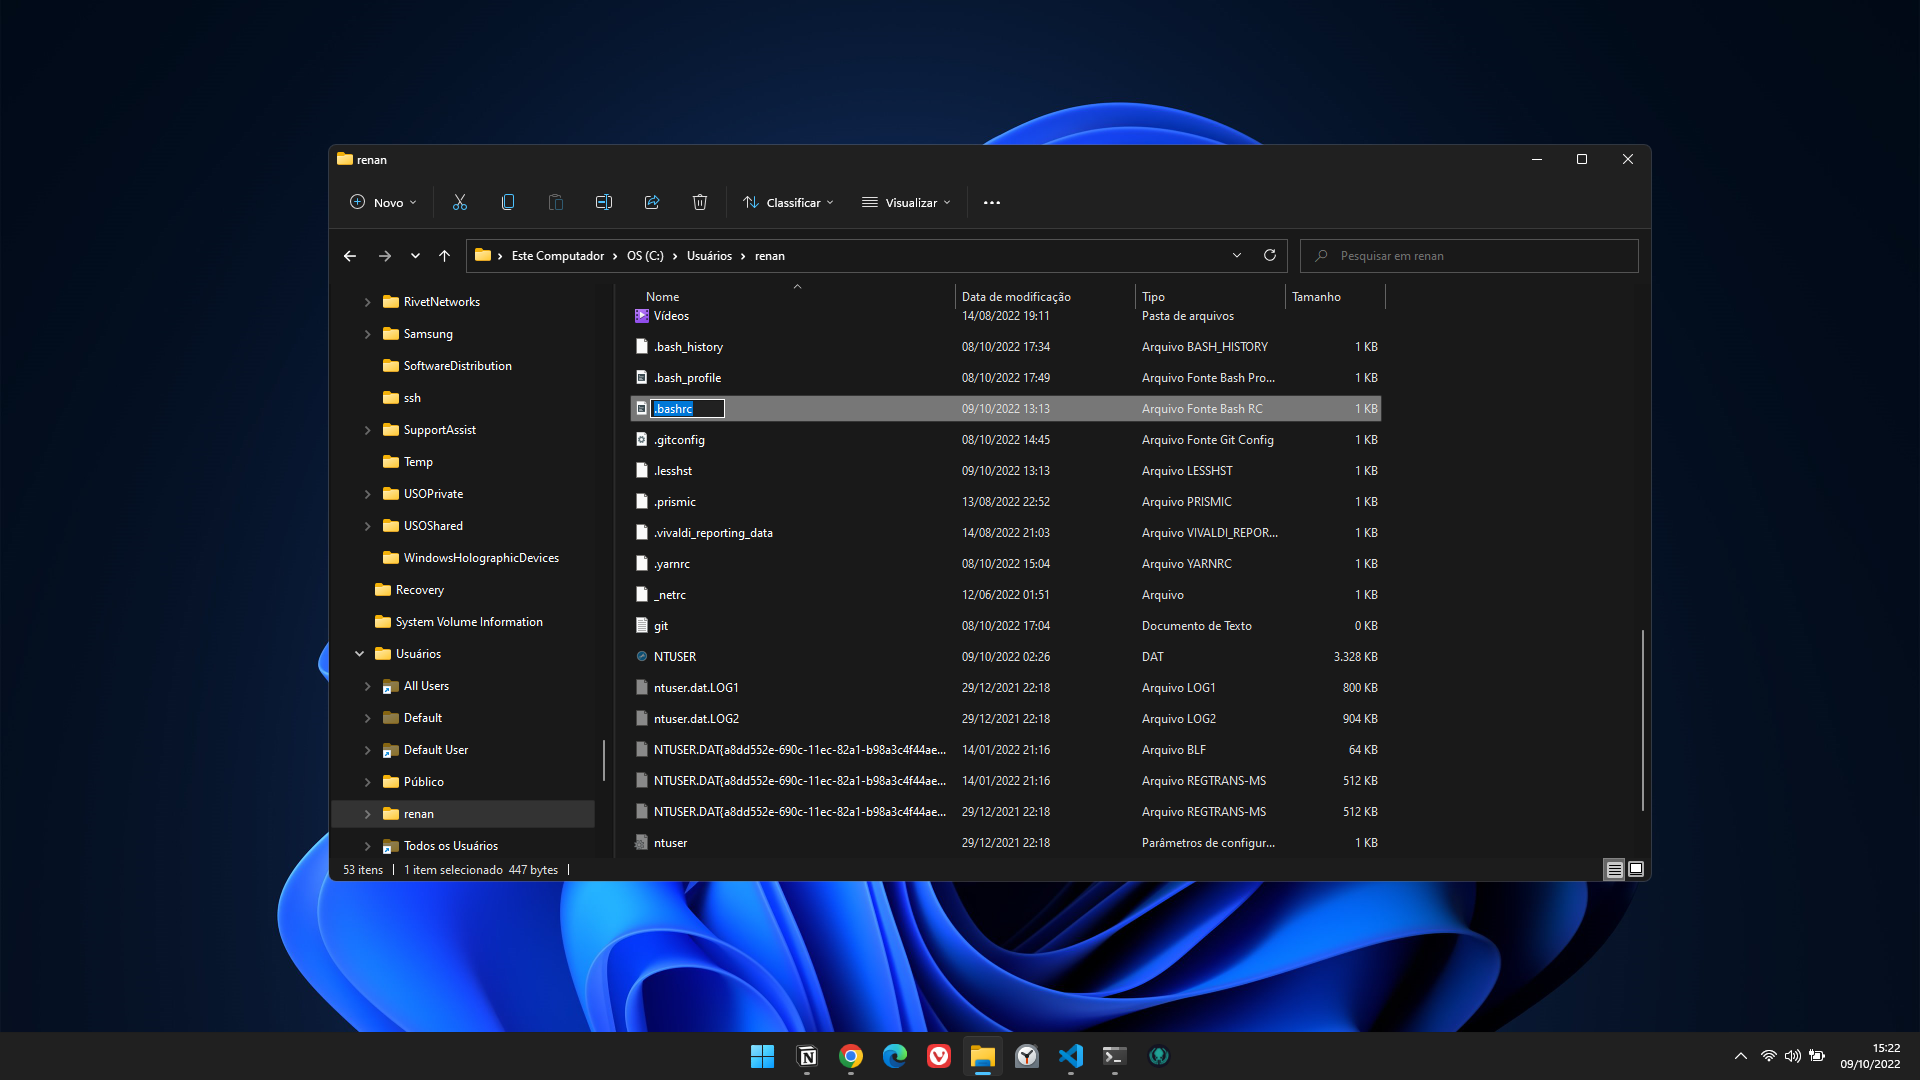 renan
Novo
Classificar
Visualizar
Este Computador
OS (C:)
Usuários
renan
Pesquisar em renan
RivetNetworks
Samsung
SoftwareDistribution
ssh
SupportAssist
Temp
USOPrivate
USOShared
WindowsHolographicDevices
Recovery
System Volume Information
Usuários
All Users
Default
Default User
Público
renan
Todos os Usuários
Nome Data de modificação Tipo Tamanho
Vídeos 14/08/2022 19:11 Pasta de arquivos
.bash_history 08/10/2022 17:34 Arquivo BASH_HISTORY 1 KB
.bash_profile 08/10/2022 17:49 Arquivo Fonte Bash Pro... 1 KB
.bashrc 09/10/2022 13:13 Arquivo Fonte Bash RC 1 KB
.gitconfig 08/10/2022 14:45 Arquivo Fonte Git Config 1 KB
.lesshst 09/10/2022 13:13 Arquivo LESSHST 1 KB
.prismic 13/08/2022 22:52 Arquivo PRISMIC 1 KB
.vivaldi_reporting_data 14/08/2022 21:03 Arquivo VIVALDI_REPOR... 1 KB
.yarnrc 08/10/2022 15:04 Arquivo YARNRC 1 KB
_netrc 12/06/2022 01:51 Arquivo 1 KB
git 08/10/2022 17:04 Documento de Texto 0 KB
NTUSER 09/10/2022 02:26 DAT 3.328 KB
ntuser.dat.LOG1 29/12/2021 22:18 Arquivo LOG1 800 KB
ntuser.dat.LOG2 29/12/2021 22:18 Arquivo LOG2 904 KB
NTUSER.DAT{a8dd552e-690c-11ec-82a1-b98a3c4f44ae... 14/01/2022 21:16 Arquivo BLF 64 KB
NTUSER.DAT{a8dd552e-690c-11ec-82a1-b98a3c4f44ae... 14/01/2022 21:16 Arquivo REGTRANS-MS 512 KB
NTUSER.DAT{a8dd552e-690c-11ec-82a1-b98a3c4f44ae... 29/12/2021 22:18 Arquivo REGTRANS-MS 512 KB
ntuser 29/12/2021 22:18 Parâmetros de configur... 1 KB
53 itens 1 item selecionado 447 bytes
15:22
09/10/2022